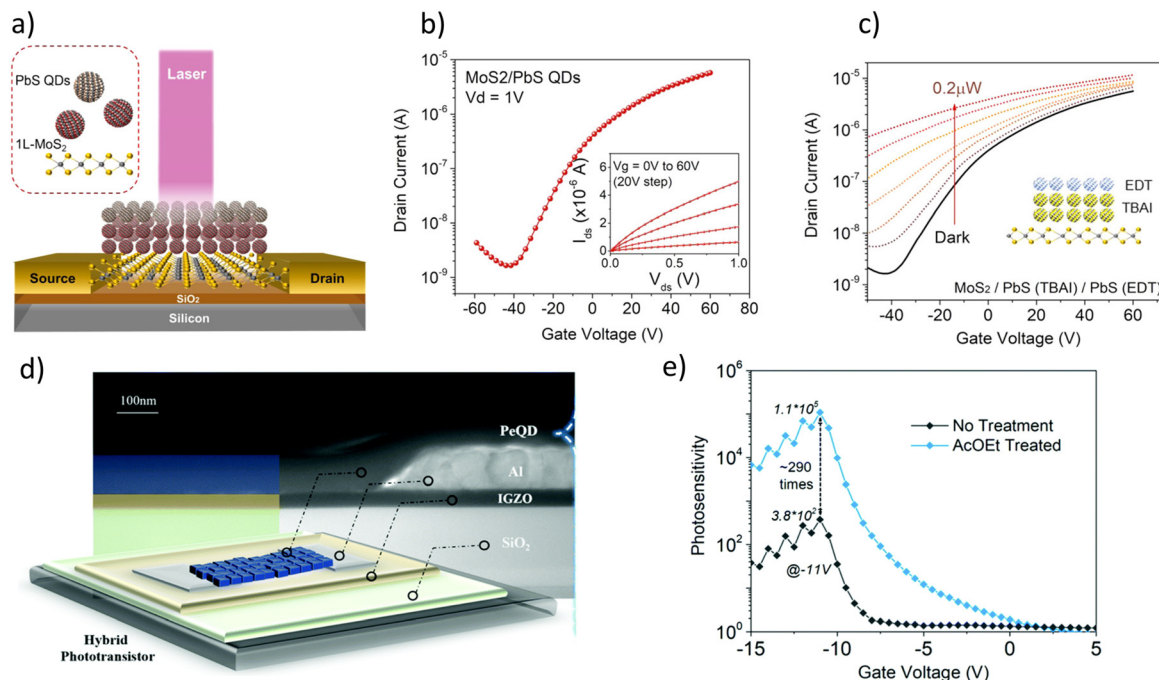 a)
Laser
PbS QDs
1L-MoS₂
Source
Drain
SiO₂
Silicon
b)
MoS2/PbS QDs
Vd = 1V
Drain Current (A)
10⁻⁵
10⁻⁶
10⁻⁷
10⁻⁸
10⁻⁹
Vg = 0V to 60V
(20V step)
I_ds (x10⁻⁶ A)
6
4
2
0
0.0 0.5 1.0
V_ds (V)
-60 -40 -20 0 20 40 60 80
Gate Voltage (V)
c)
Drain Current (A)
10⁻⁵
10⁻⁶
10⁻⁷
10⁻⁸
10⁻⁹
0.2μW
Dark
EDT
TBAI
MoS₂ / PbS (TBAI) / PbS (EDT)
-40 -20 0 20 40 60
Gate Voltage (V)
d)
100nm
PeQD
Al
IGZO
SiO₂
Hybrid
Phototransistor
e)
Photosensitivity
10⁶
10⁴
10²
10⁰
1.1*10⁵
~290
times
3.8*10²
@-11V
No Treatment
AcOEt Treated
-15 -10 -5 0 5
Gate Voltage (V)